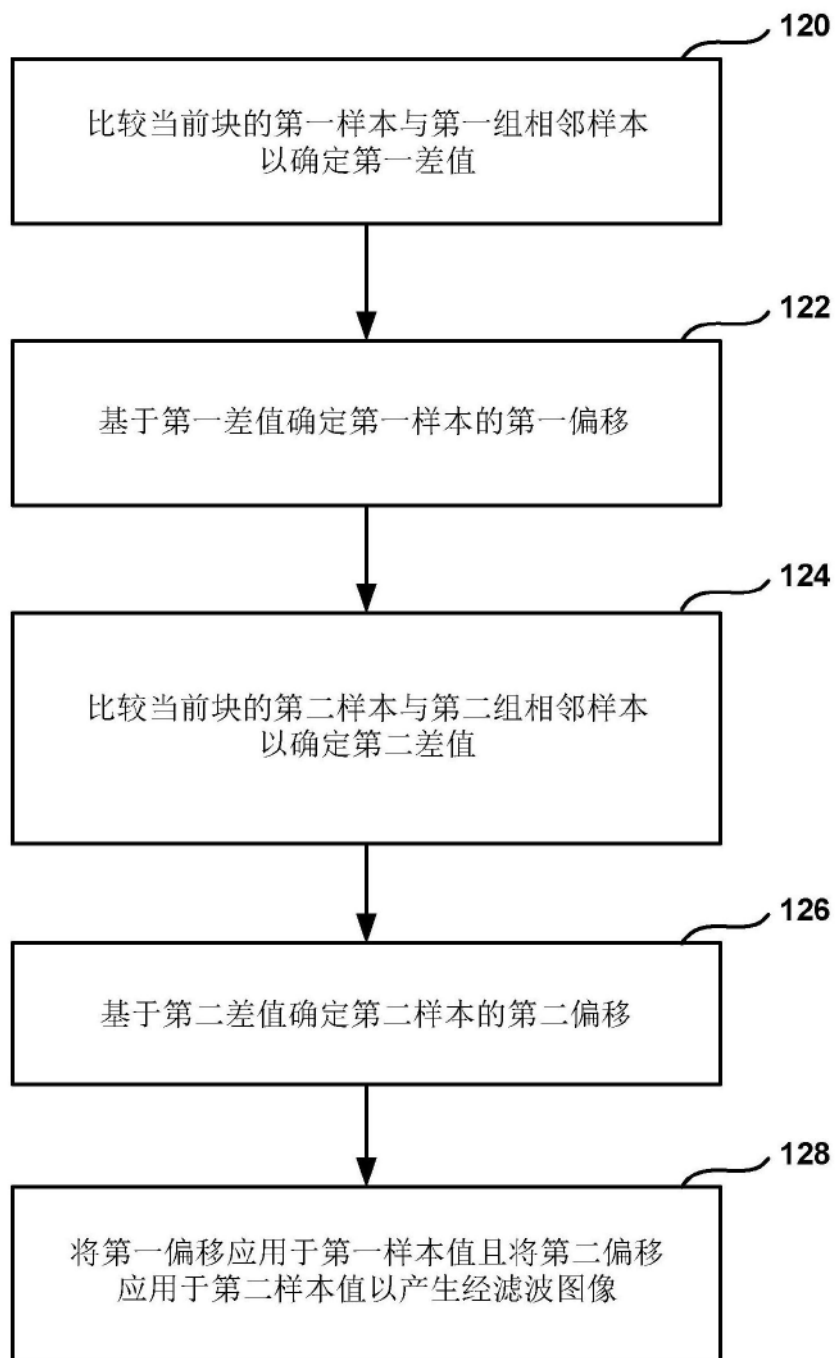 120
比较当前块的第一样本与第一组相邻样本
以确定第一差值
122
基于第一差值确定第一样本的第一偏移
124
比较当前块的第二样本与第二组相邻样本
以确定第二差值
126
基于第二差值确定第二样本的第二偏移
128
将第一偏移应用于第一样本值且将第二偏移
应用于第二样本值以产生经滤波图像